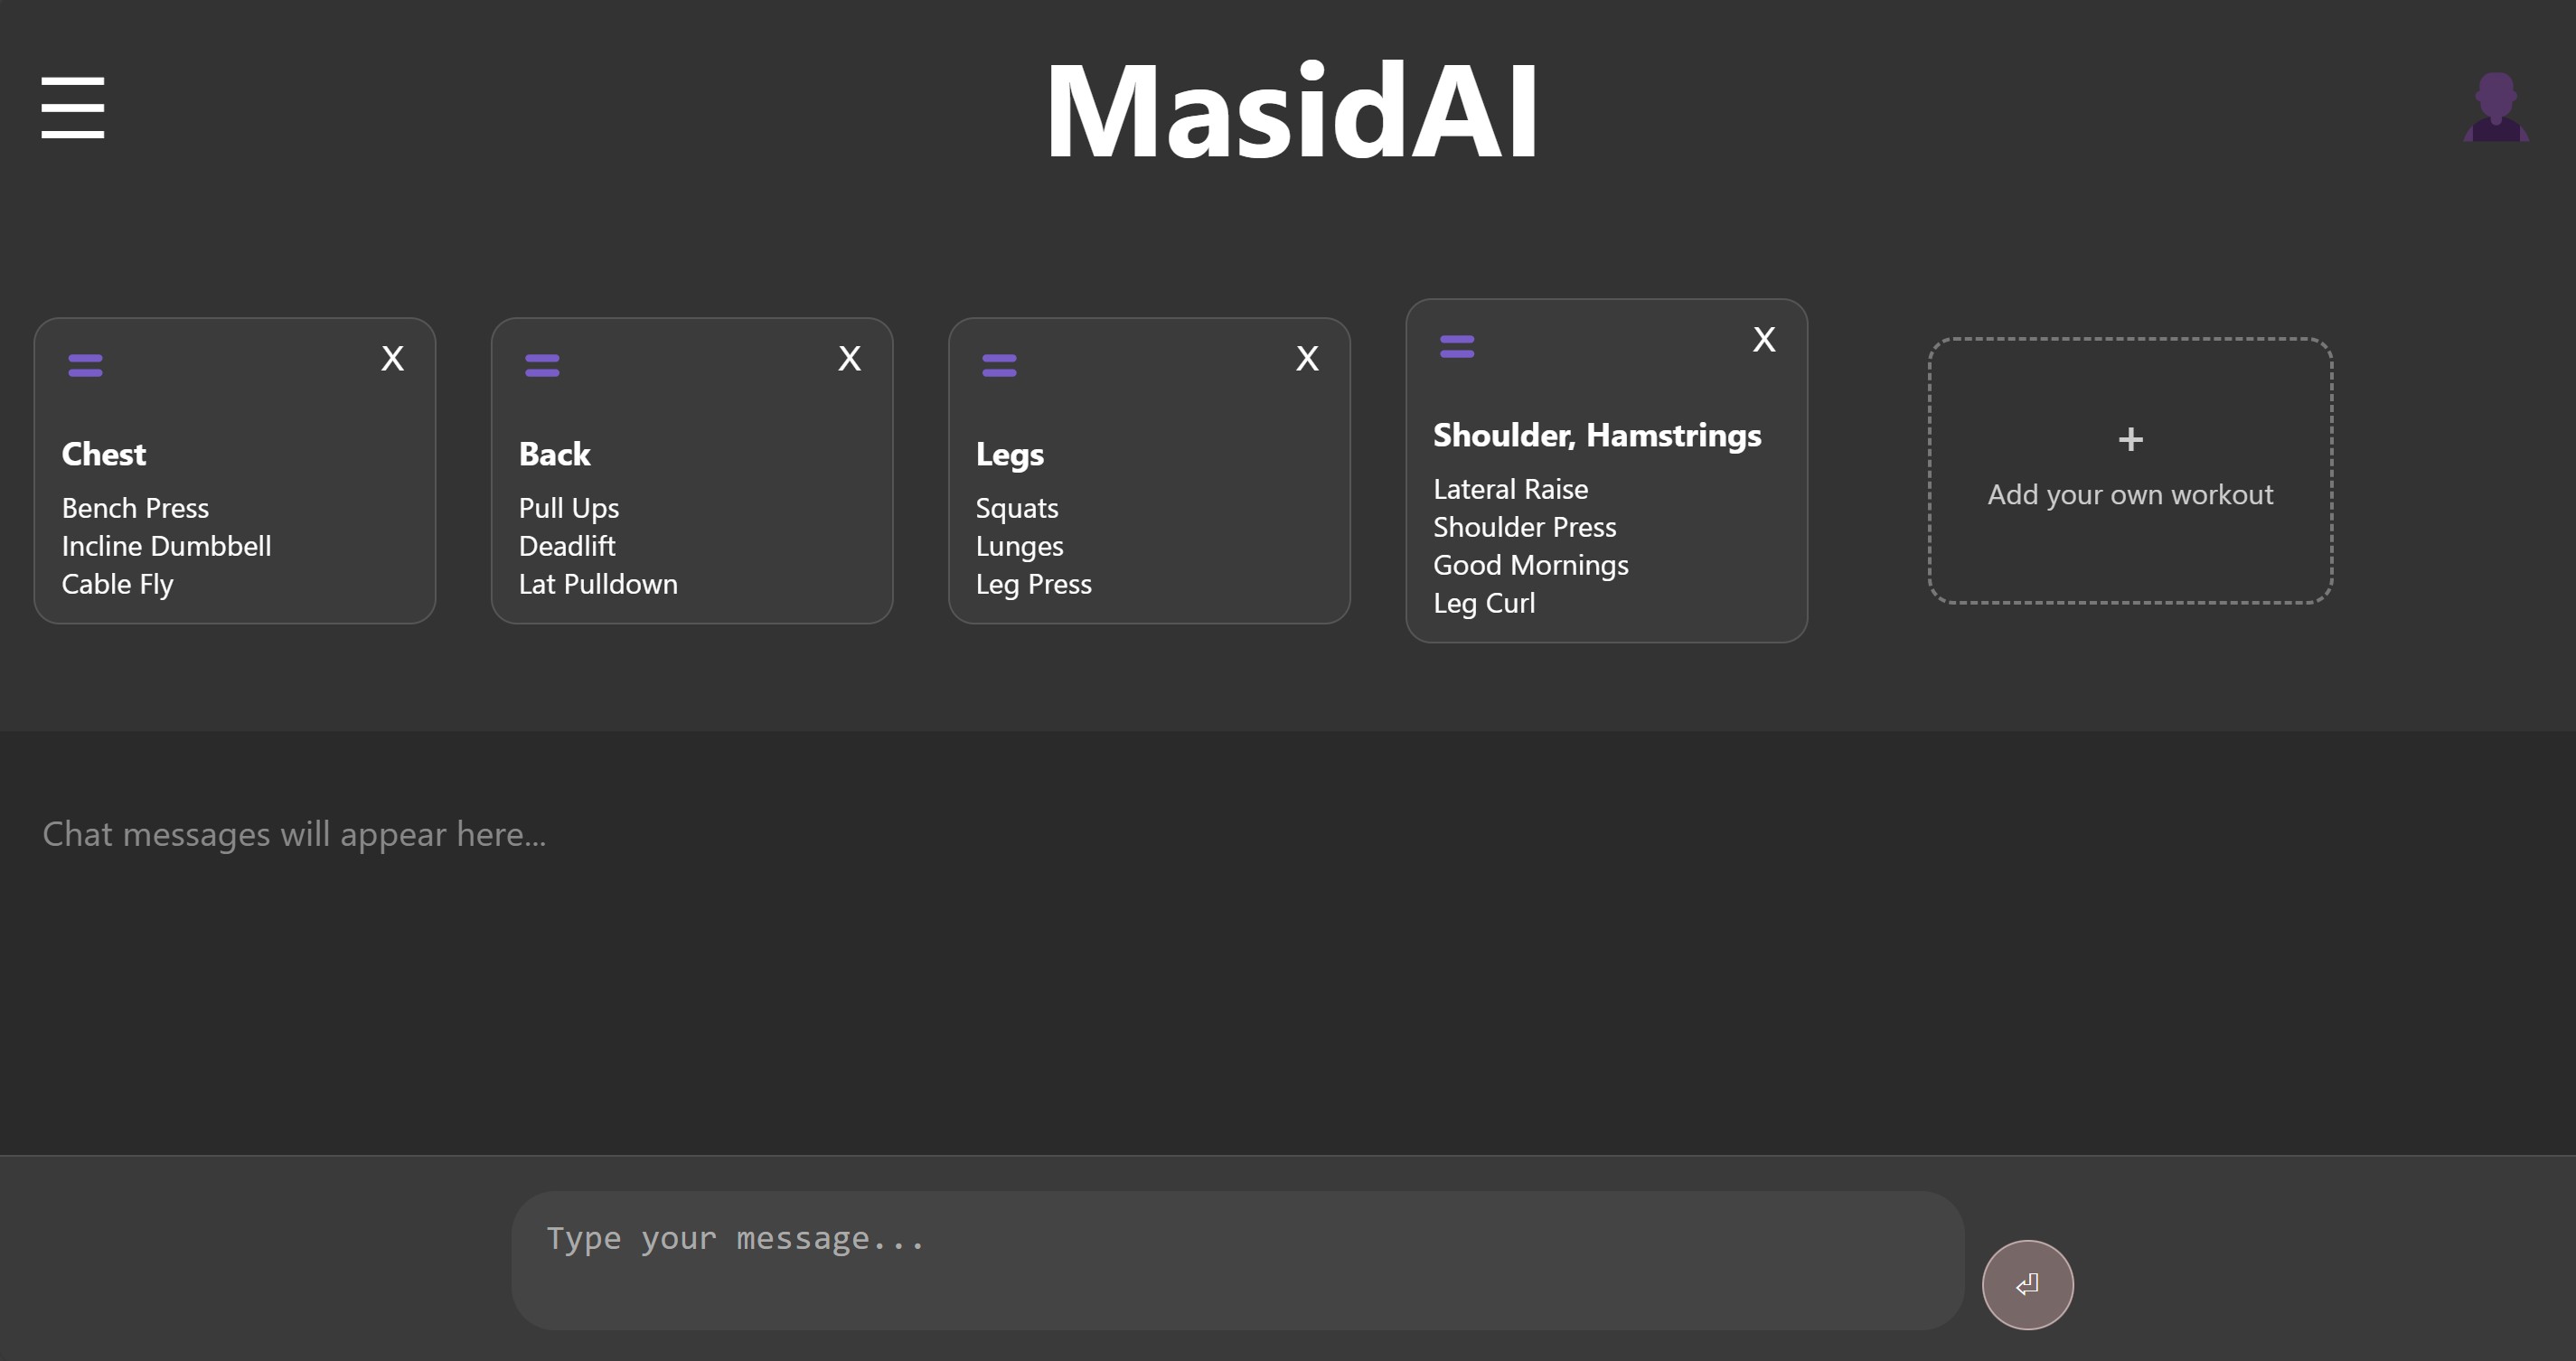 MasidAI
X
Chest
Bench Press
Incline Dumbbell
Cable Fly
X
Back
Pull Ups
Deadlift
Lat Pulldown
X
Legs
Squats
Lunges
Leg Press
X
Shoulder, Hamstrings
Lateral Raise
Shoulder Press
Good Mornings
Leg Curl
+
Add your own workout
Chat messages will appear here...
Type your message...